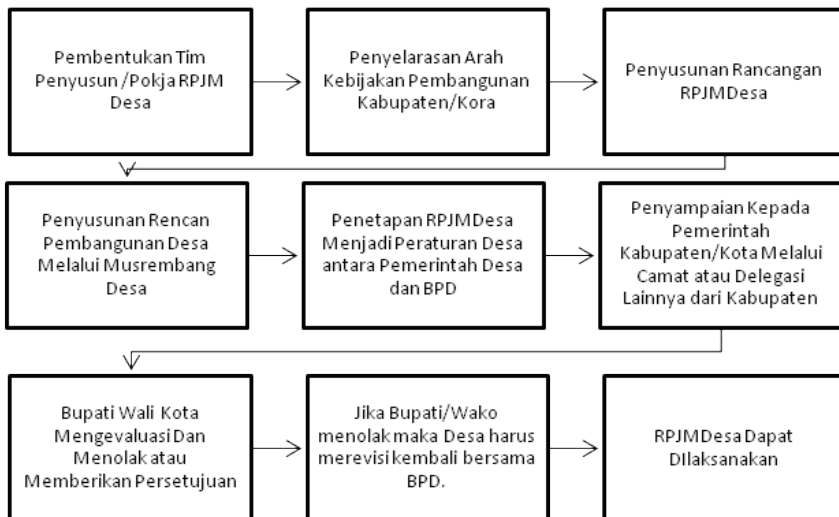 Pembentukan Tim
Penyusun /Pokja RPJM
Desa
Penyelarasan Arah
Kebijakan Pembangunan
Kabupaten/Kora
Penyusunan Rancangan
RPJMDesa
Penyusunan Rencan
Pembangunan Desa
Melalui Musrembang
Desa
Penetapan RPJMDesa
Menjadi Peraturan Desa
antara Pemerintah Desa
dan BPD
Penyampaian Kepada
Pemerintah
Kabupaten/Kota Melalui
Camat atau Delegasi
Lainnya dari Kabupaten
Bupati Wali Kota
Mengevaluasi Dan
Menolak atau
Memberikan Persetujuan
Jika Bupati/Wako
menolak maka Desa harus
merevisi kembali bersama
BPD.
RPJMDesa Dapat
DIlaksanakan